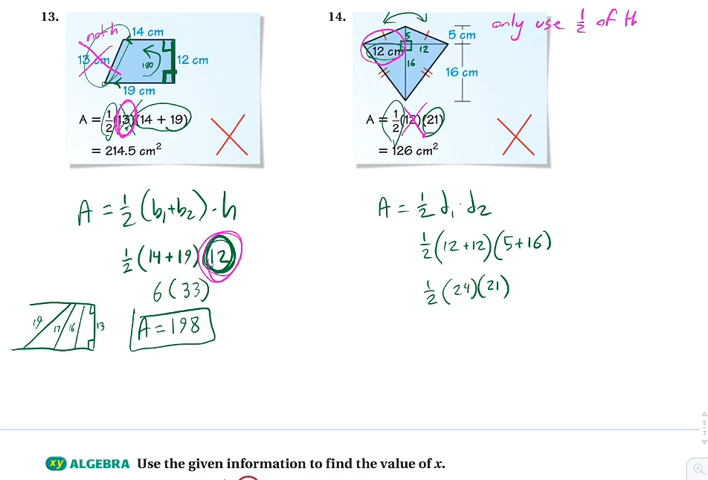 13.
14 cm
not h
13 cm
180
12 cm
19 cm
A = 1/2 (13)(14 + 19)
= 214.5 cm²
A = 1/2 (b₁+b₂) · h
1/2 (14+19) (12)
6 (33)
A = 198
19 17 16 13
14.
only use 1/2 of
5 cm
5
12 cm
12
16
16 cm
A = 1/2 (12)(21)
= 126 cm²
A = 1/2 d₁ · d₂
1/2 (12+12)(5+16)
1/2 (24)(21)
5
7
xy ALGEBRA Use the given information to find the value of x.